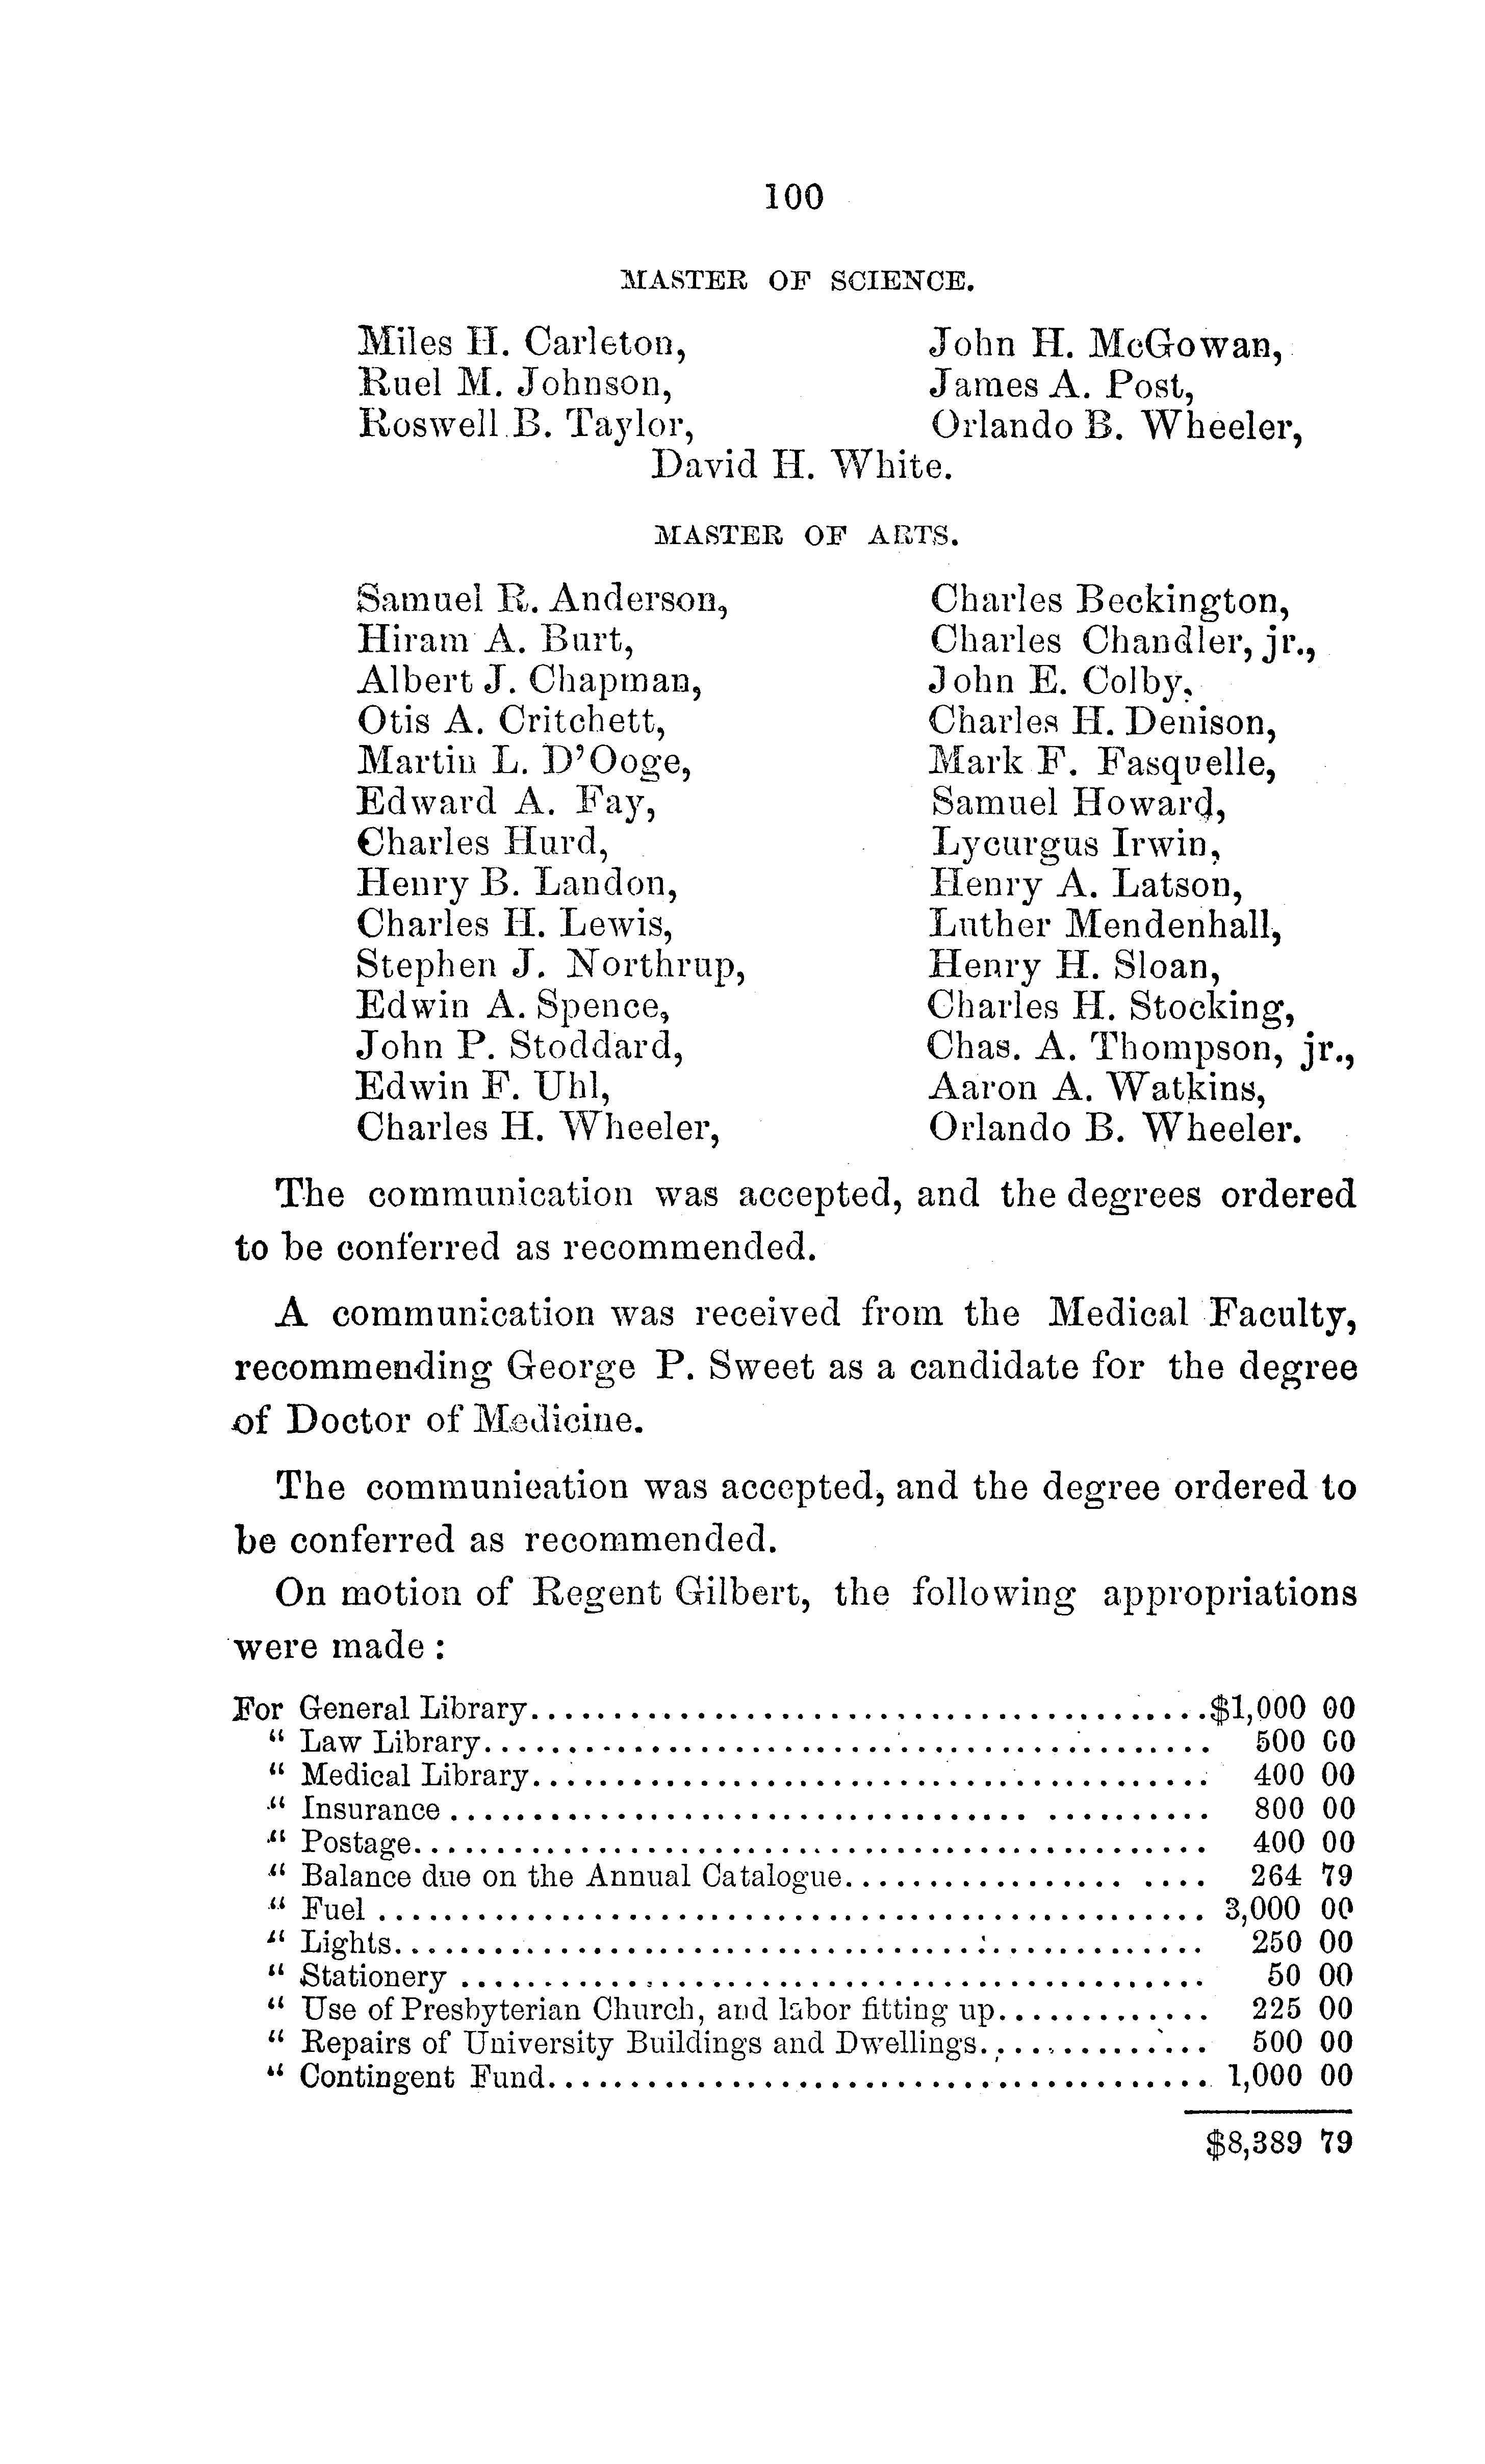 100
MASTER OF SCIENCE.
Miles H. Carleton, John H. McGowan,
Ruel M. Johnson, James A. Post,
Roswell B. Taylor, Orlando B. Wheeler,
David H. White.
MASTER OF ARTS.
Samuel R. Anderson, Charles Beckington,
Hiram A. Burt, Charles Chandler, jr.,
Albert J. Chapman, John E. Colby,
Otis A. Critchett, Charles H. Denison,
Martin L. D'Ooge, Mark F. Fasquelle,
Edward A. Fay, Samuel Howard,
Charles Hurd, Lycurgus Irwin,
Henry B. Landon, Henry A. Latson,
Charles H. Lewis, Luther Mendenhall,
Stephen J. Northrup, Henry H. Sloan,
Edwin A. Spence, Charles H. Stocking,
John P. Stoddard, Chas. A. Thompson, jr.,
Edwin F. Uhl, Aaron A. Watkins,
Charles H. Wheeler, Orlando B. Wheeler.
The communication was accepted, and the degrees ordered
to be conferred as recommended.
A communication was received from the Medical Faculty,
recommending George P. Sweet as a candidate for the degree
of Doctor of Medicine.
The communication was accepted, and the degree ordered to
be conferred as recommended.
On motion of Regent Gilbert, the following appropriations
were made :
For General Library........................................$1,000 00
" Law Library........................................ 500 00
" Medical Library........................................ 400 00
" Insurance ........................................ 800 00
" Postage........................................ 400 00
" Balance due on the Annual Catalogue.................... 264 79
" Fuel ........................................ 3,000 00
" Lights........................................ 250 00
" Stationery ........................................ 50 00
" Use of Presbyterian Church, and labor fitting up............. 225 00
" Repairs of University Buildings and Dwellings.............. 500 00
" Contingent Fund........................................ 1,000 00
$8,389 79